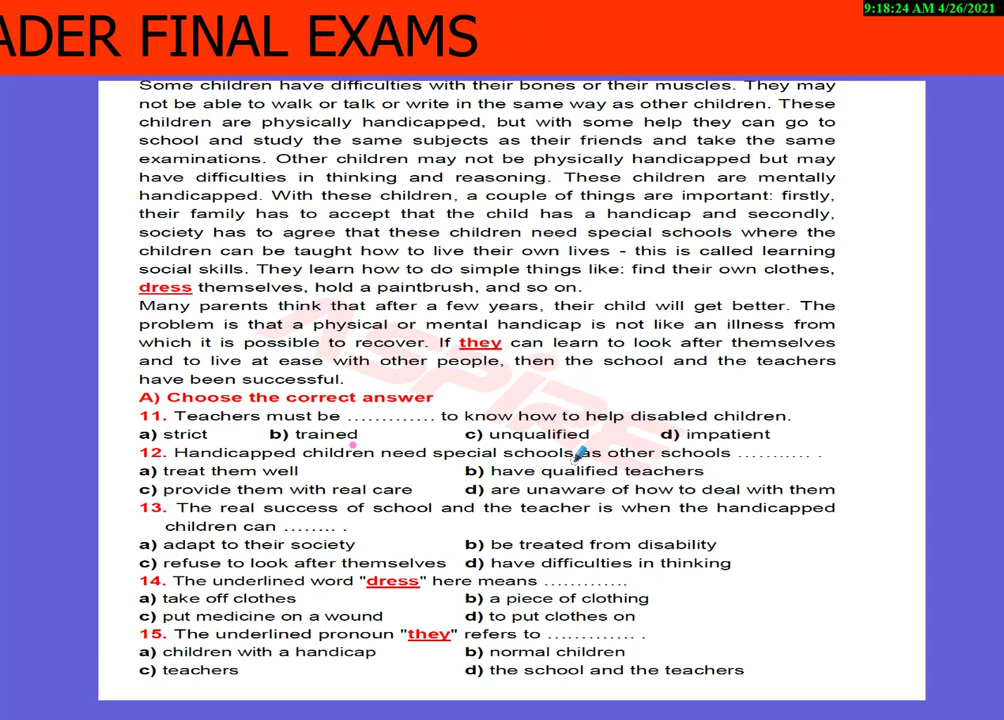 9:18:24 AM 4/26/2021
ADER FINAL EXAMS
Some children have difficulties with their bones or their muscles. They may
not be able to walk or talk or write in the same way as other children. These
children are physically handicapped, but with some help they can go to
school and study the same subjects as their friends and take the same
examinations. Other children may not be physically handicapped but may
have difficulties in thinking and reasoning. These children are mentally
handicapped. With these children, a couple of things are important: firstly,
their family has to accept that the child has a handicap and secondly,
society has to agree that these children need special schools where the
children can be taught how to live their own lives - this is called learning
social skills. They learn how to do simple things like: find their own clothes,
dress themselves, hold a paintbrush, and so on.
Many parents think that after a few years, their child will get better. The
problem is that a physical or mental handicap is not like an illness from
which it is possible to recover. If they can learn to look after themselves
and to live at ease with other people, then the school and the teachers
have been successful.
ASPIRE
A) Choose the correct answer
11. Teachers must be ............ to know how to help disabled children.
a) strict b) trained c) unqualified d) impatient
12. Handicapped children need special schools as other schools ........... .
a) treat them well b) have qualified teachers
c) provide them with real care d) are unaware of how to deal with them
13. The real success of school and the teacher is when the handicapped
children can ........ .
a) adapt to their society b) be treated from disability
c) refuse to look after themselves d) have difficulties in thinking
14. The underlined word "dress" here means ............
a) take off clothes b) a piece of clothing
c) put medicine on a wound d) to put clothes on
15. The underlined pronoun "they" refers to ............. .
a) children with a handicap b) normal children
c) teachers d) the school and the teachers